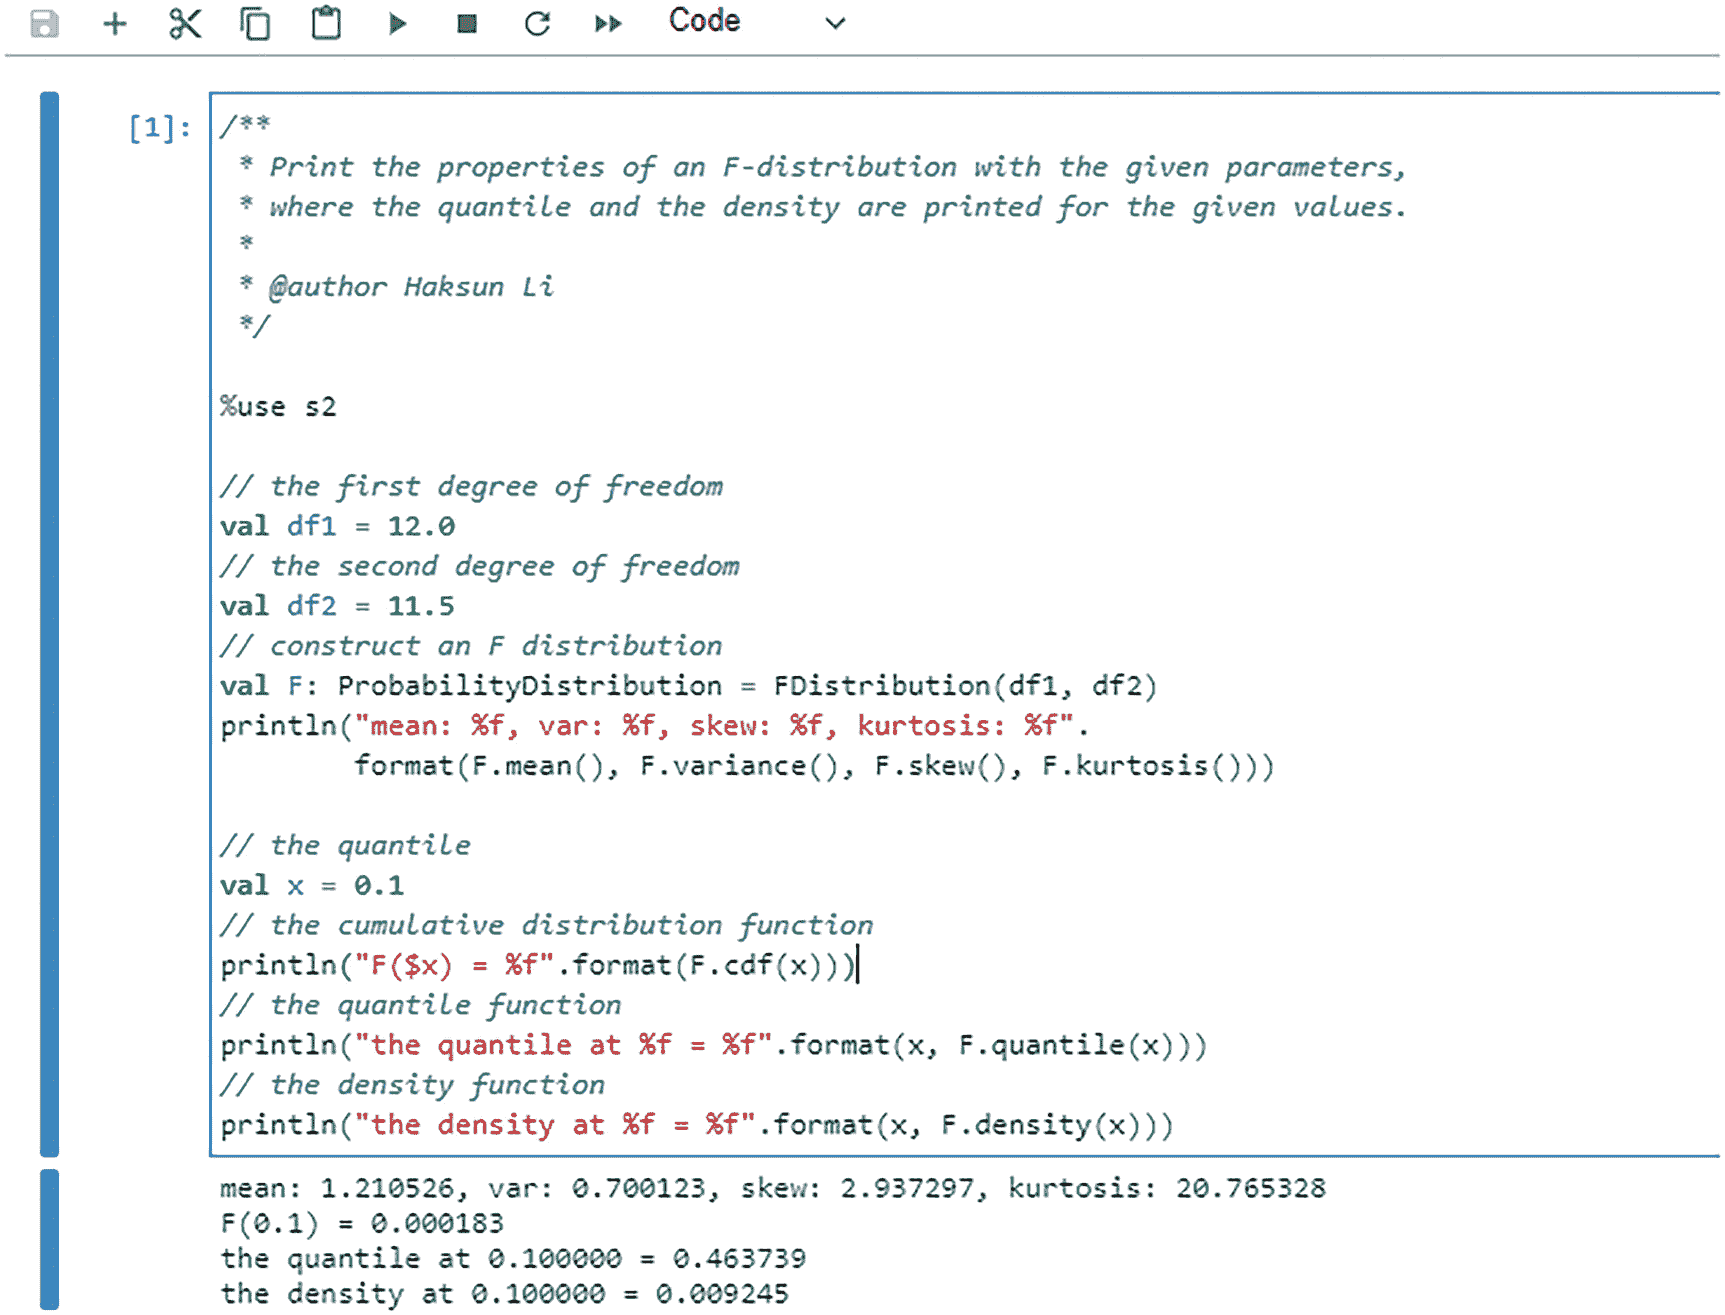 Code
[1]:
/**
 * Print the properties of an F-distribution with the given parameters,
 * where the quantile and the density are printed for the given values.
 *
 * @author Haksun Li
 */
%use s2
// the first degree of freedom
val df1 = 12.0
// the second degree of freedom
val df2 = 11.5
// construct an F distribution
val F: ProbabilityDistribution = FDistribution(df1, df2)
println("mean: %f, var: %f, skew: %f, kurtosis: %f".
        format(F.mean(), F.variance(), F.skew(), F.kurtosis()))
// the quantile
val x = 0.1
// the cumulative distribution function
println("F($x) = %f".format(F.cdf(x)))
// the quantile function
println("the quantile at %f = %f".format(x, F.quantile(x)))
// the density function
println("the density at %f = %f".format(x, F.density(x)))
mean: 1.210526, var: 0.700123, skew: 2.937297, kurtosis: 20.765328
F(0.1) = 0.000183
the quantile at 0.100000 = 0.463739
the density at 0.100000 = 0.009245